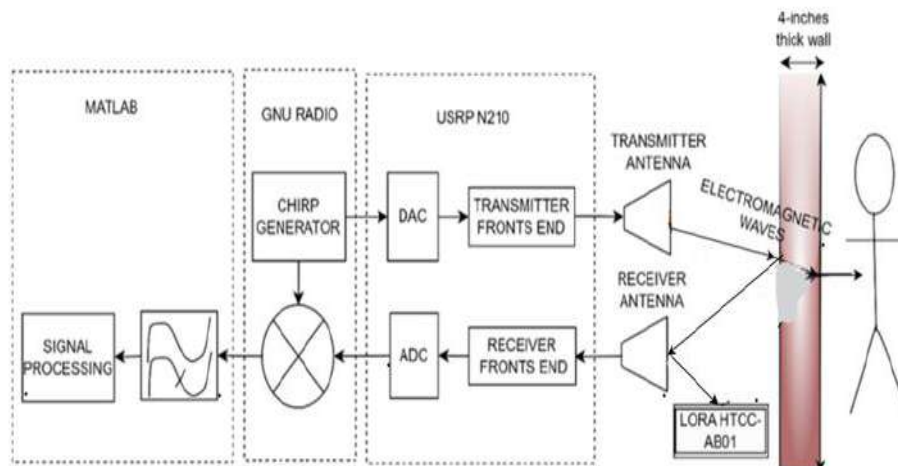 4-inches
thick wall
MATLAB
GNU RADIO
USRP N210
TRANSMITTER
ANTENNA
CHIRP
GENERATOR
DAC
TRANSMITTER
FRONTS END
ELECTROMAGNETIC
WAVES
RECEIVER
ANTENNA
SIGNAL
PROCESSING
ADC
RECEIVER
FRONTS END
LORA HTCC-
AB01